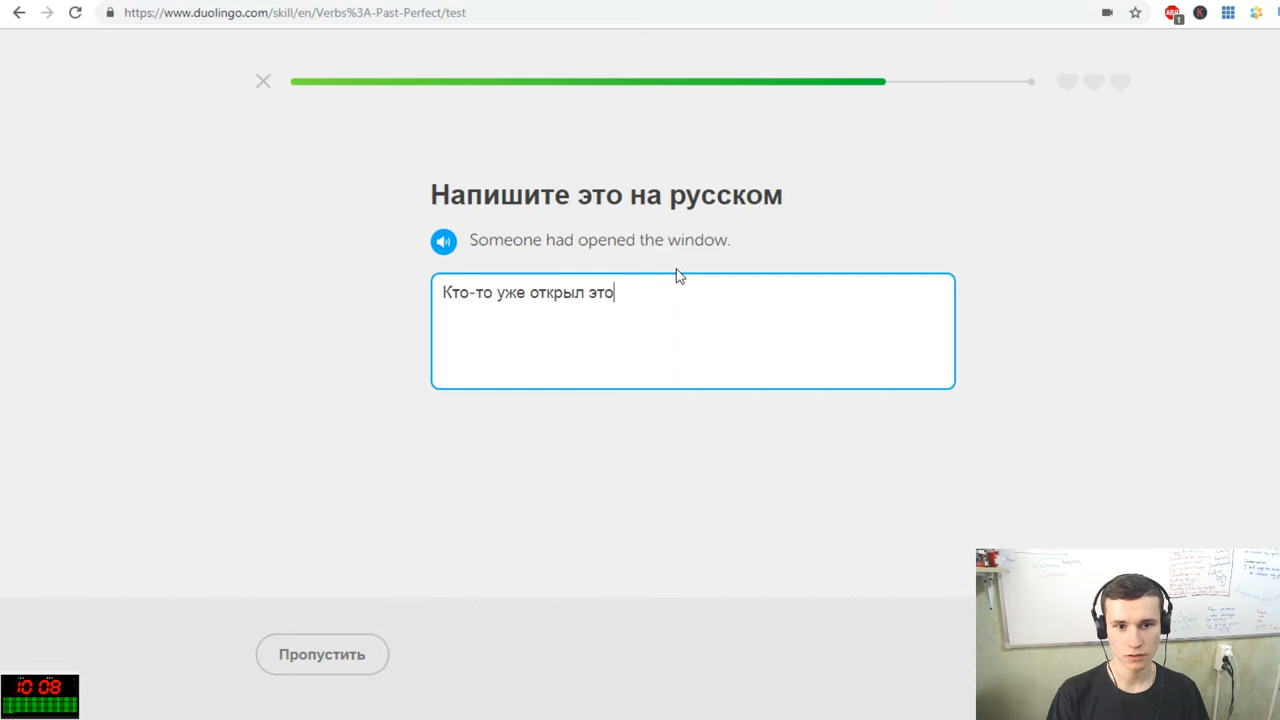 https://www.duolingo.com/skill/en/Verbs%3A-Past-Perfect/test
Напишите это на русском
Someone had opened the window.
Кто-то уже открыл это
Пропустить
10 08